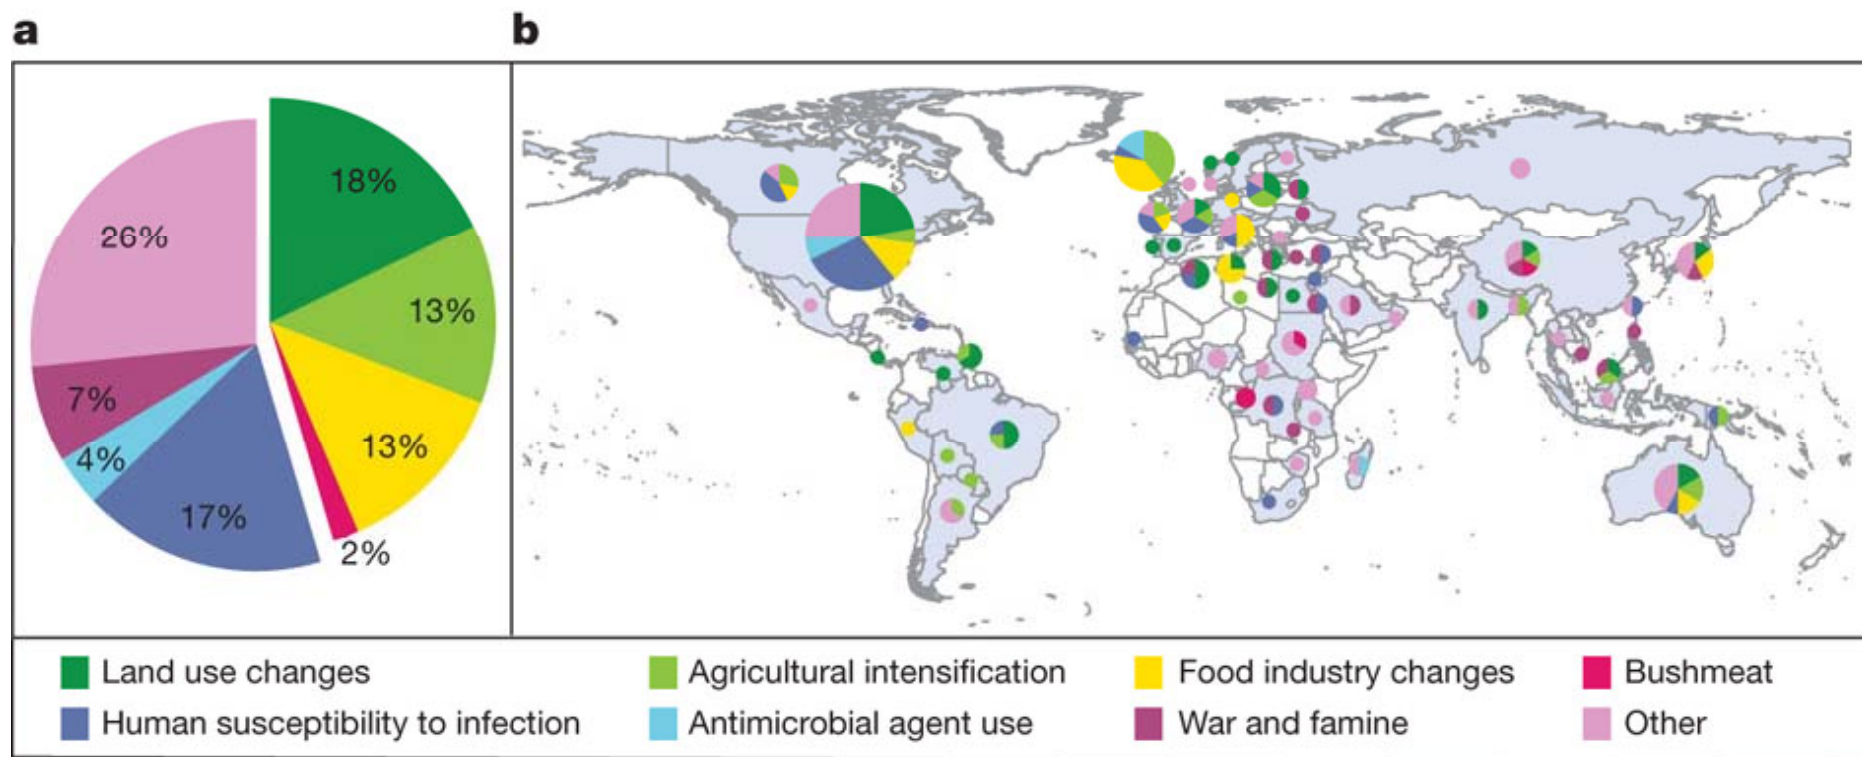 a
b
18%
26%
13%
7%
13%
4%
17%
2%
Land use changes
Agricultural intensification
Food industry changes
Bushmeat
Human susceptibility to infection
Antimicrobial agent use
War and famine
Other